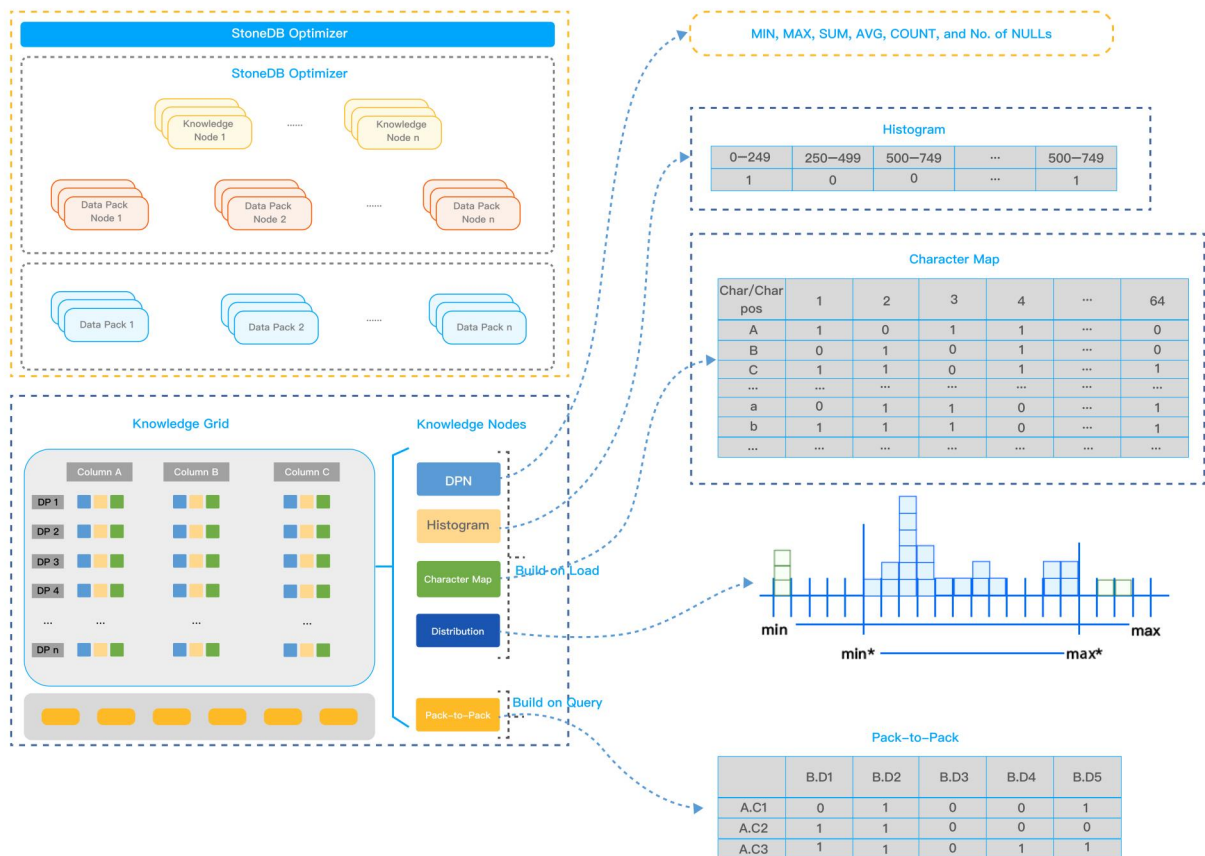 StoneDB Optimizer
StoneDB Optimizer
Knowledge
Node 1
......
Knowledge
Node n
Data Pack
Node 1
Data Pack
Node 2
......
Data Pack
Node n
Data Pack 1
Data Pack 2
......
Data Pack n
MIN, MAX, SUM, AVG, COUNT, and No. of NULLs
Histogram
0—249 250—499 500—749 ... 500—749
1 0 0 ... 1
Character Map
Char/Char
pos 1 2 3 4 ... 64
A 1 0 1 1 ... 0
B 0 1 0 1 ... 0
C 1 1 0 1 ... 1
... ... ... ... ... ... ...
a 0 1 1 0 ... 1
b 1 1 1 0 ... 1
... ... ... ... ... ... ...
Knowledge Grid
Column A Column B Column C
DP 1
DP 2
DP 3
DP 4
... ... ... ...
DP n
Knowledge Nodes
DPN
Histogram
Character Map
Build on Load
Distribution
Pack-to-Pack
Build on Query
min max
min* max*
Pack-to-Pack
B.D1 B.D2 B.D3 B.D4 B.D5
A.C1 0 1 0 0 1
A.C2 1 1 0 0 0
A.C3 1 1 0 1 1